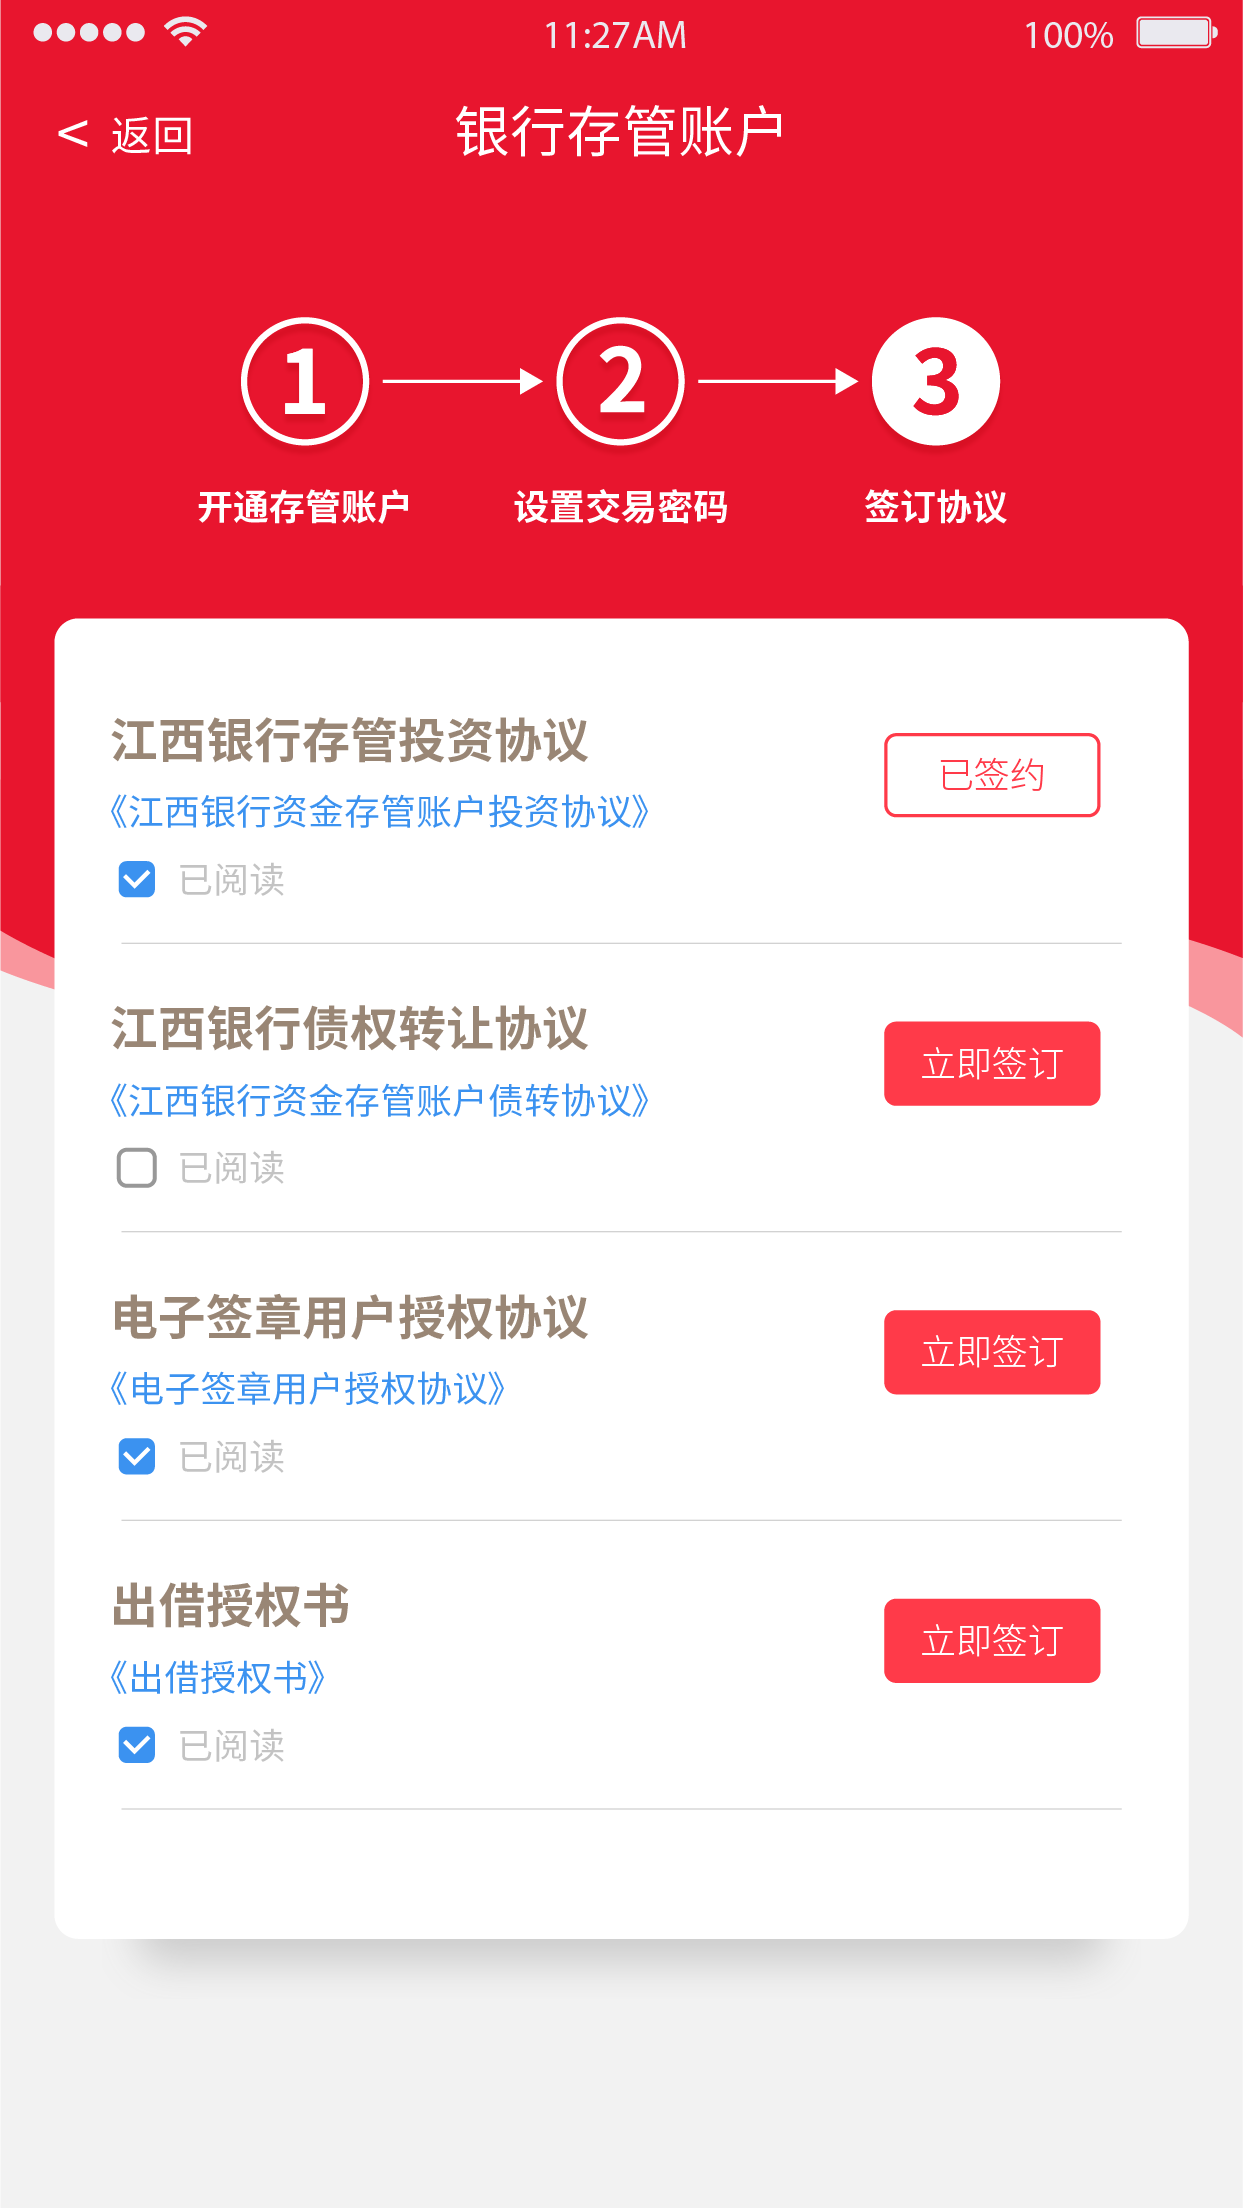 11:27AM
100%
< 返回
银行存管账户
1
2
3
开通存管账户
设置交易密码
签订协议
江西银行存管投资协议
《江西银行资金存管账户投资协议》
已签约
已阅读
江西银行债权转让协议
《江西银行资金存管账户债转协议》
立即签订
已阅读
电子签章用户授权协议
《电子签章用户授权协议》
立即签订
已阅读
出借授权书
《出借授权书》
立即签订
已阅读